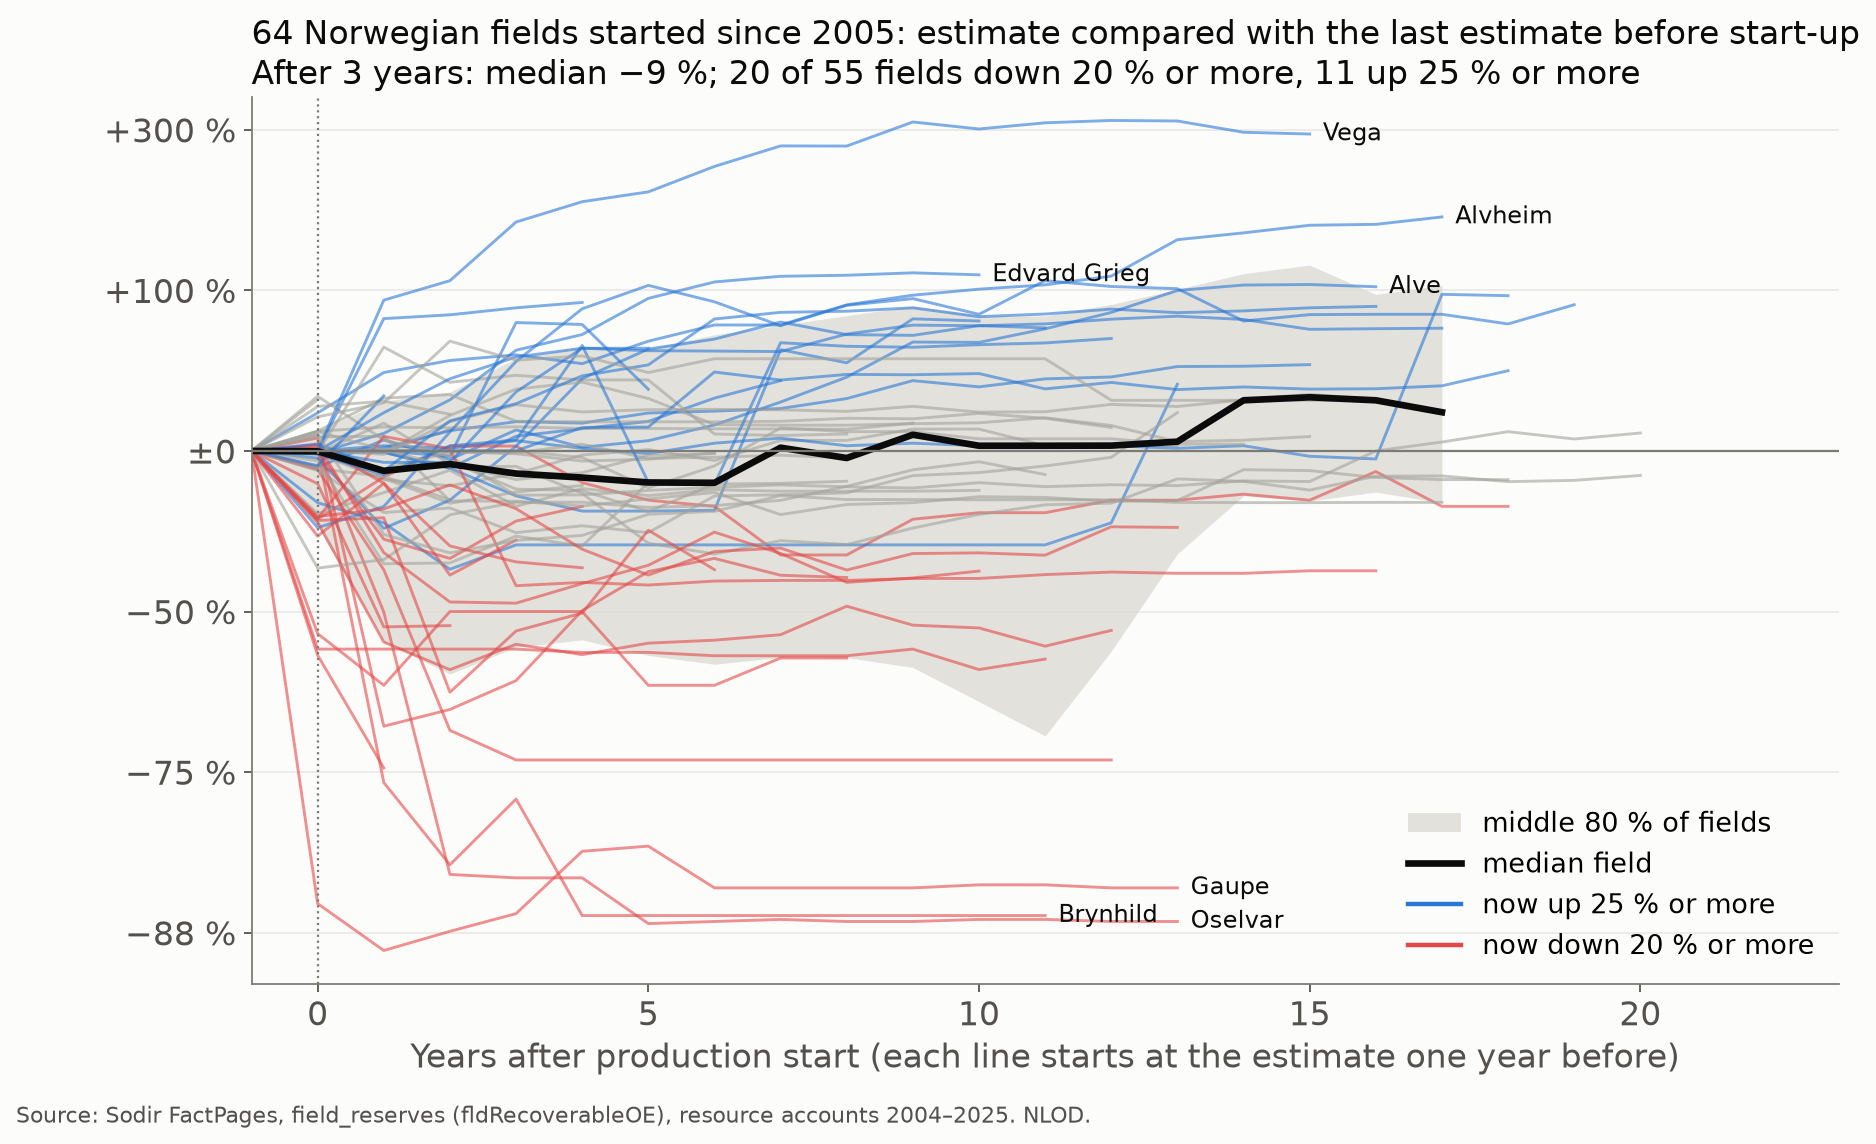 64 Norwegian fields started since 2005: estimate compared with the last estimate before start-up
After 3 years: median −9 %; 20 of 55 fields down 20 % or more, 11 up 25 % or more
+300 %
+100 %
±0
−50 %
−75 %
−88 %
Vega
Alvheim
Edvard Grieg
Alve
Gaupe
Brynhild
Oselvar
middle 80 % of fields
median field
now up 25 % or more
now down 20 % or more
0
5
10
15
20
Years after production start (each line starts at the estimate one year before)
Source: Sodir FactPages, field_reserves (fldRecoverableOE), resource accounts 2004–2025. NLOD.